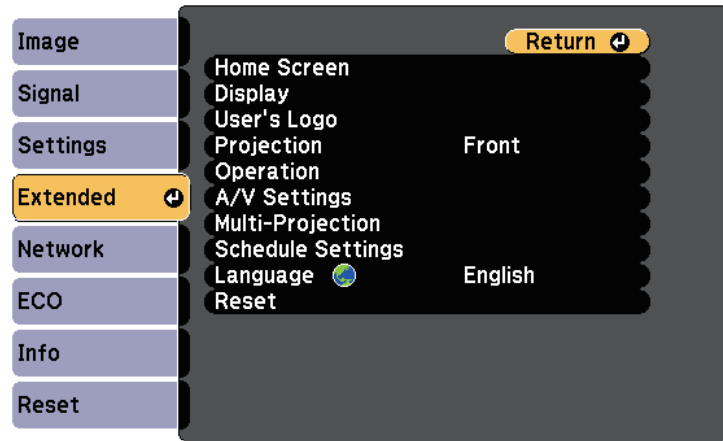 Image
Signal
Settings
Extended
Network
ECO
Info
Reset
Return
Home Screen
Display
User's Logo
Projection Front
Operation
A/V Settings
Multi-Projection
Schedule Settings
Language English
Reset